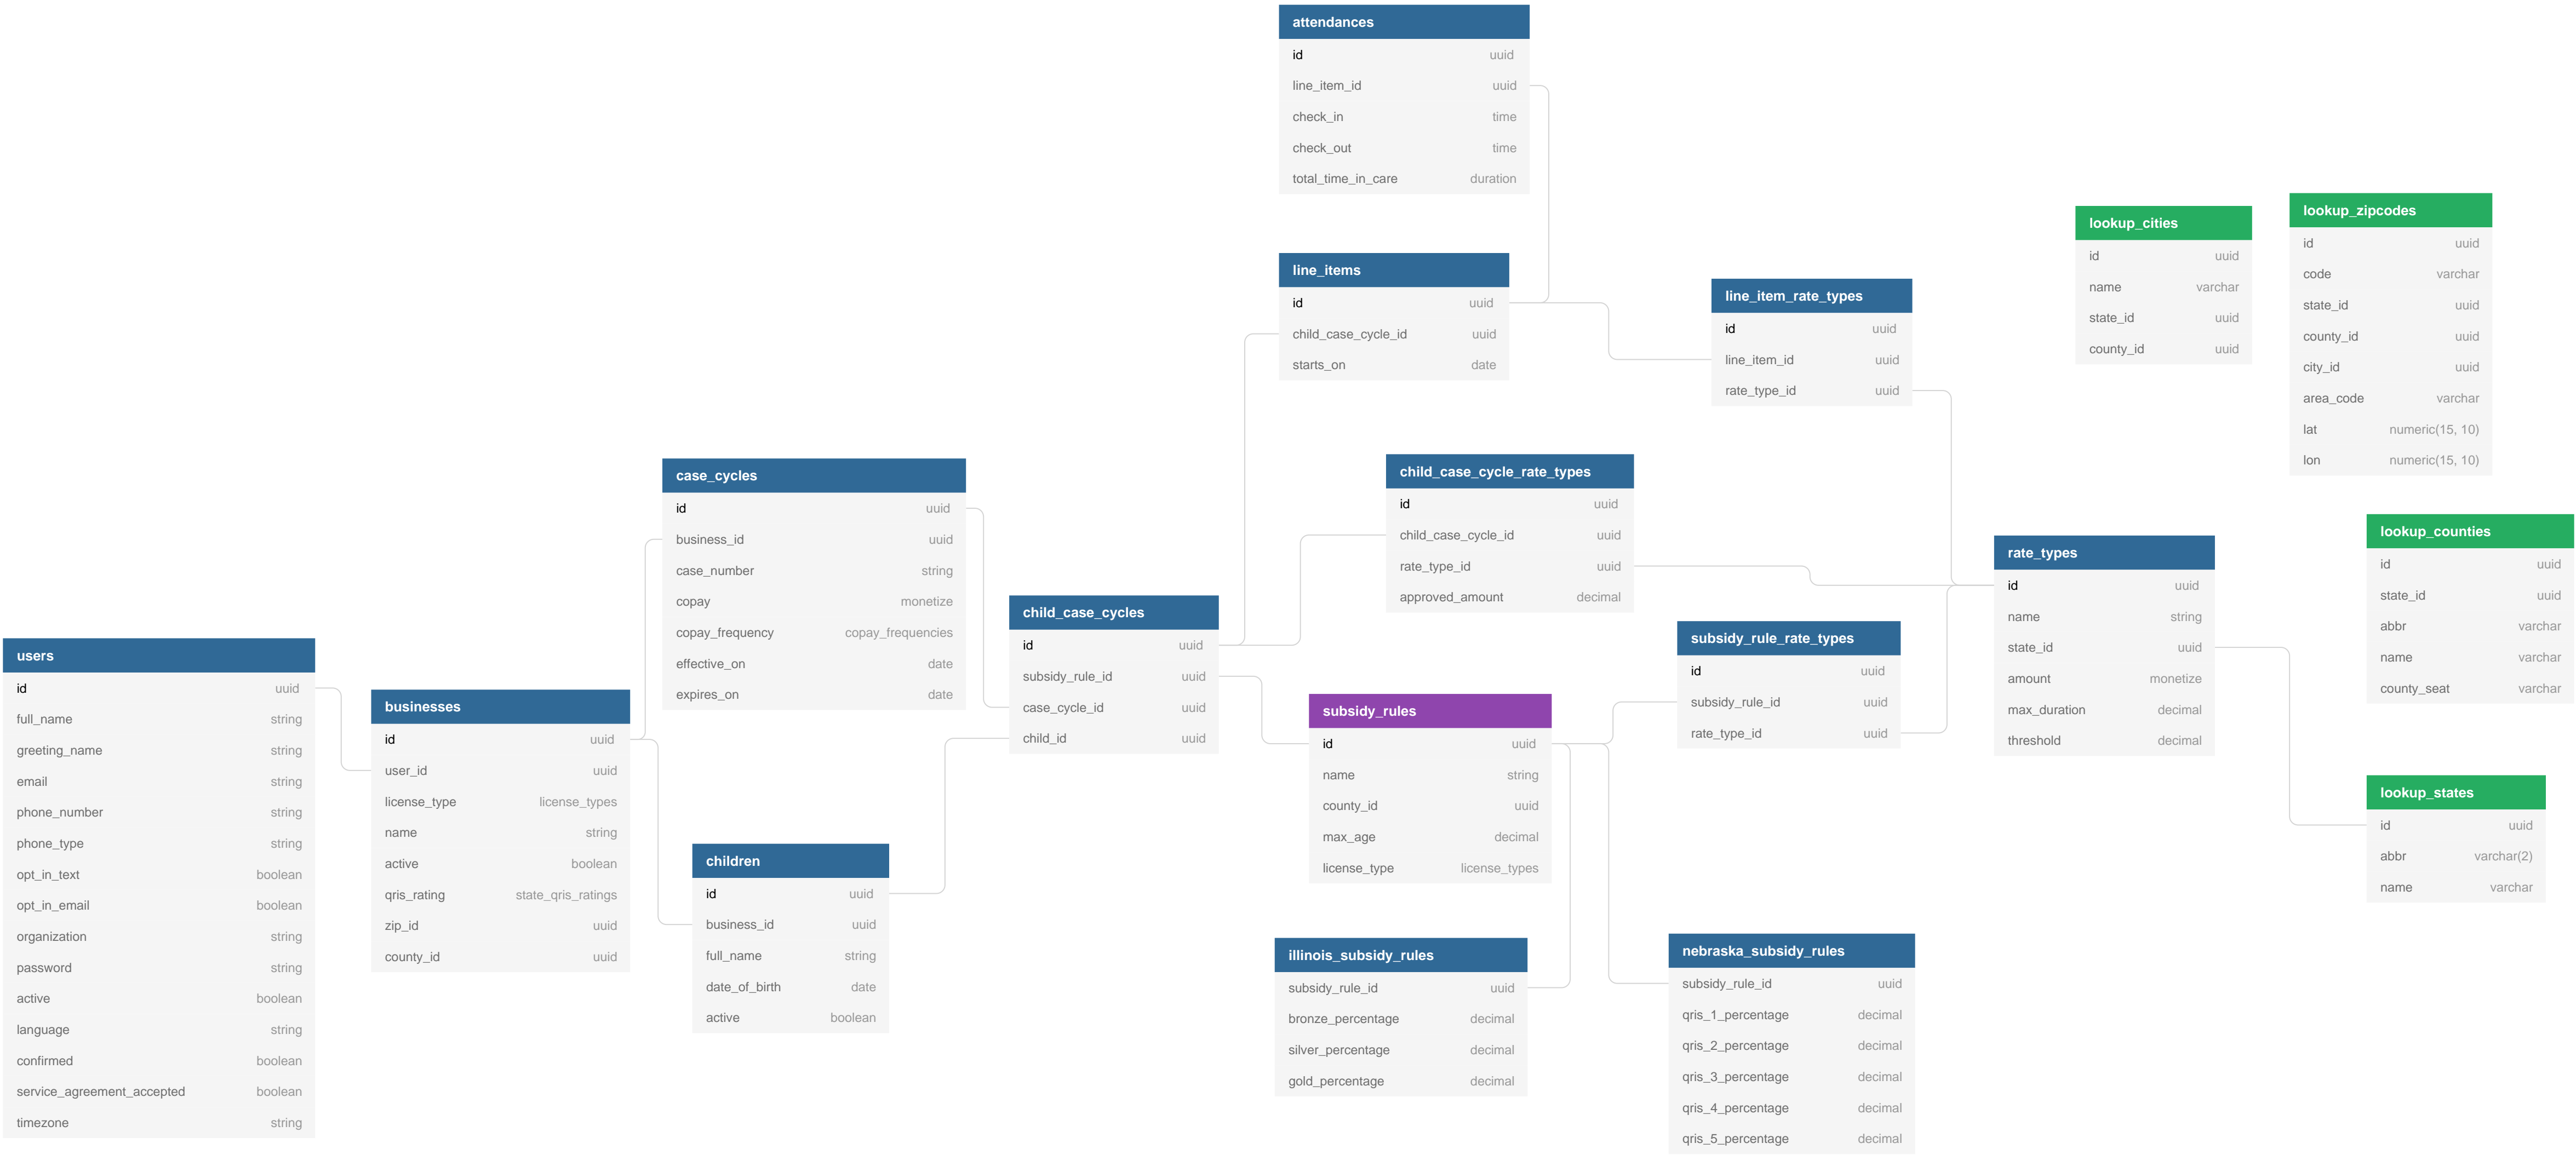 attendances
id uuid
line_item_id uuid
check_in time
check_out time
total_time_in_care duration
lookup_zipcodes
id uuid
code varchar
state_id uuid
county_id uuid
city_id uuid
area_code varchar
lat numeric(15, 10)
lon numeric(15, 10)
lookup_cities
id uuid
name varchar
state_id uuid
county_id uuid
line_items
id uuid
child_case_cycle_id uuid
starts_on date
line_item_rate_types
id uuid
line_item_id uuid
rate_type_id uuid
child_case_cycle_rate_types
id uuid
child_case_cycle_id uuid
rate_type_id uuid
approved_amount decimal
case_cycles
id uuid
business_id uuid
case_number string
copay monetize
copay_frequency copay_frequencies
effective_on date
expires_on date
lookup_counties
id uuid
state_id uuid
abbr varchar
name varchar
county_seat varchar
rate_types
id uuid
name string
state_id uuid
amount monetize
max_duration decimal
threshold decimal
child_case_cycles
id uuid
subsidy_rule_id uuid
case_cycle_id uuid
child_id uuid
subsidy_rule_rate_types
id uuid
subsidy_rule_id uuid
rate_type_id uuid
users
id uuid
full_name string
greeting_name string
email string
phone_number string
phone_type string
opt_in_text boolean
opt_in_email boolean
organization string
password string
active boolean
language string
confirmed boolean
service_agreement_accepted boolean
timezone string
businesses
id uuid
user_id uuid
license_type license_types
name string
active boolean
qris_rating state_qris_ratings
zip_id uuid
county_id uuid
subsidy_rules
id uuid
name string
county_id uuid
max_age decimal
license_type license_types
lookup_states
id uuid
abbr varchar(2)
name varchar
children
id uuid
business_id uuid
full_name string
date_of_birth date
active boolean
illinois_subsidy_rules
subsidy_rule_id uuid
bronze_percentage decimal
silver_percentage decimal
gold_percentage decimal
nebraska_subsidy_rules
subsidy_rule_id uuid
qris_1_percentage decimal
qris_2_percentage decimal
qris_3_percentage decimal
qris_4_percentage decimal
qris_5_percentage decimal